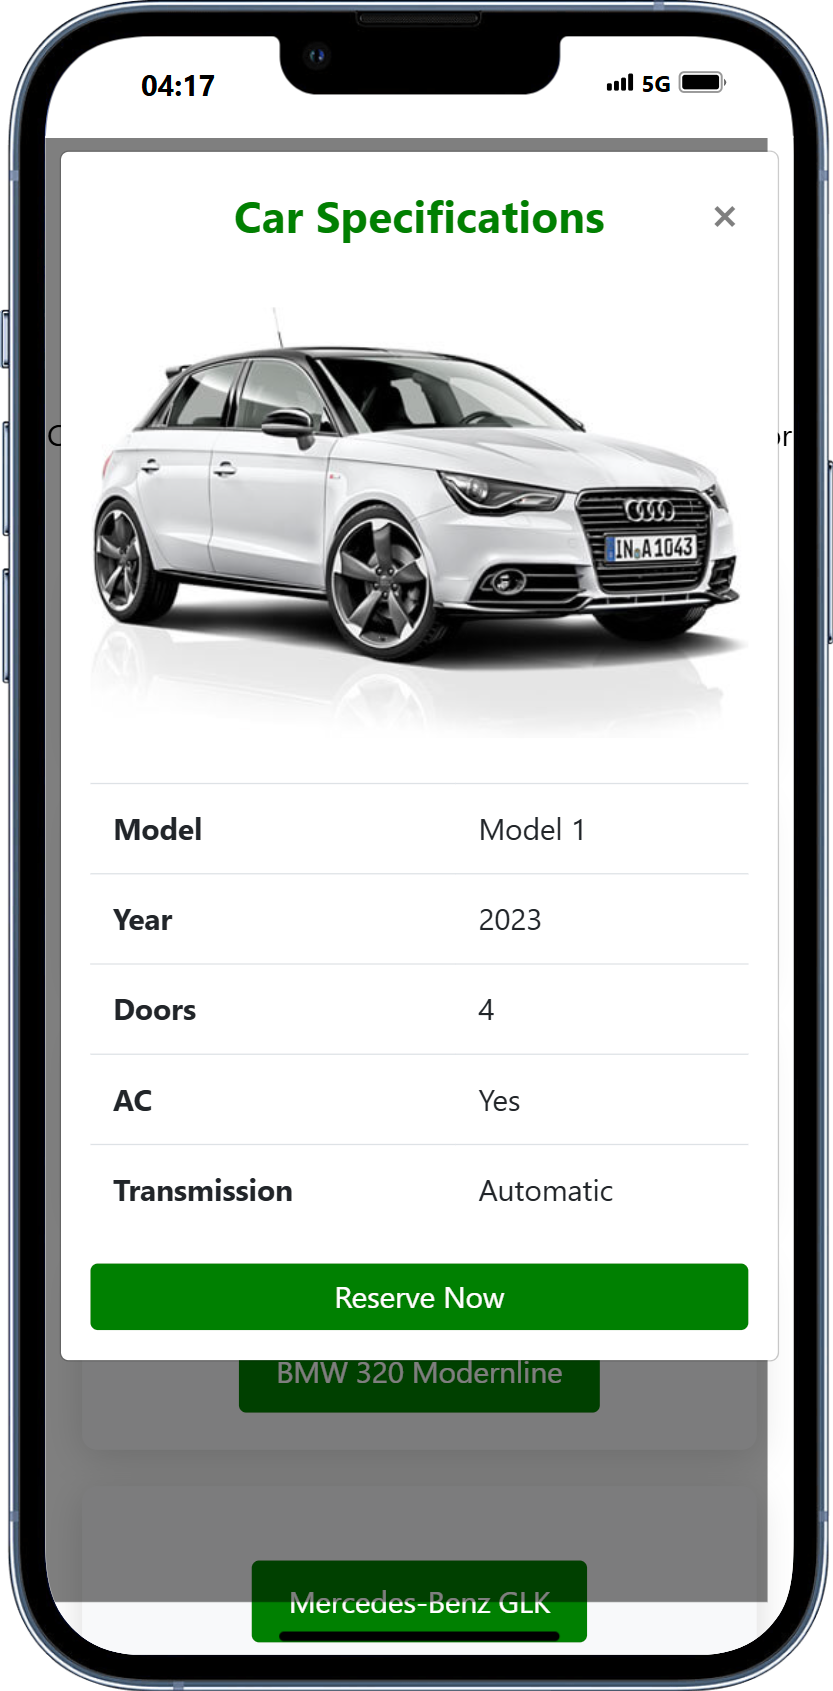 04:17
5G
Car Specifications
×
or
IN A 1043
Model Model 1
Year 2023
Doors 4
AC Yes
Transmission Automatic
Reserve Now
BMW 320 Modernline
Mercedes-Benz GLK